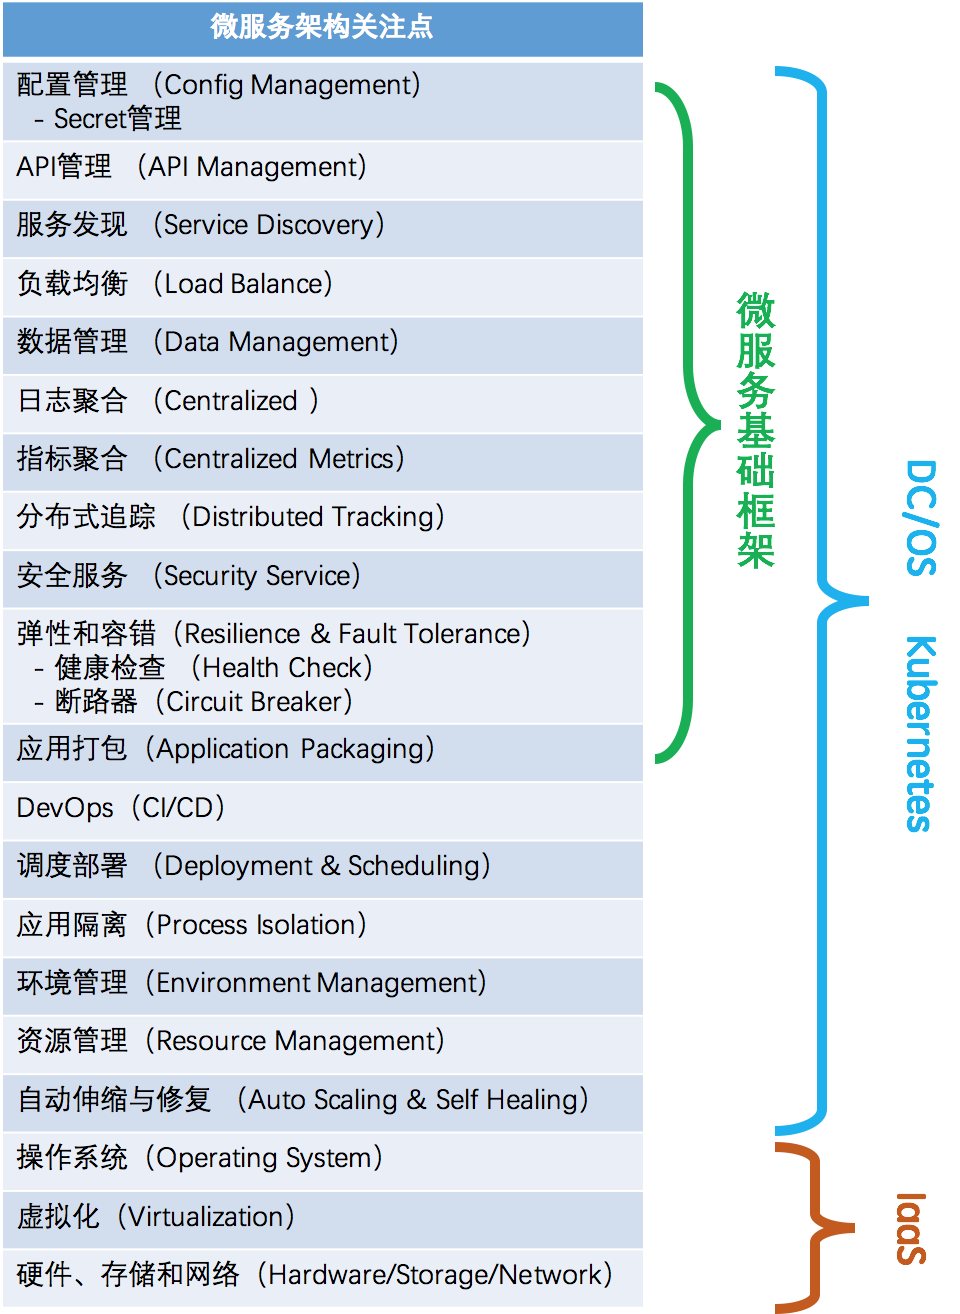 微服务架构关注点
配置管理 （Config Management）
- Secret管理
API管理 （API Management）
服务发现 （Service Discovery）
负载均衡 （Load Balance）
数据管理 （Data Management）
日志聚合 （Centralized ）
指标聚合 （Centralized Metrics）
分布式追踪 （Distributed Tracking）
安全服务 （Security Service）
弹性和容错（Resilience & Fault Tolerance）
- 健康检查 （Health Check）
- 断路器（Circuit Breaker）
应用打包（Application Packaging）
DevOps（CI/CD）
调度部署 （Deployment & Scheduling）
应用隔离（Process Isolation）
环境管理（Environment Management）
资源管理（Resource Management）
自动伸缩与修复 （Auto Scaling & Self Healing）
操作系统（Operating System）
虚拟化（Virtualization）
硬件、存储和网络（Hardware/Storage/Network）
微服务基础框架
DC/OS Kubernetes
IaaS